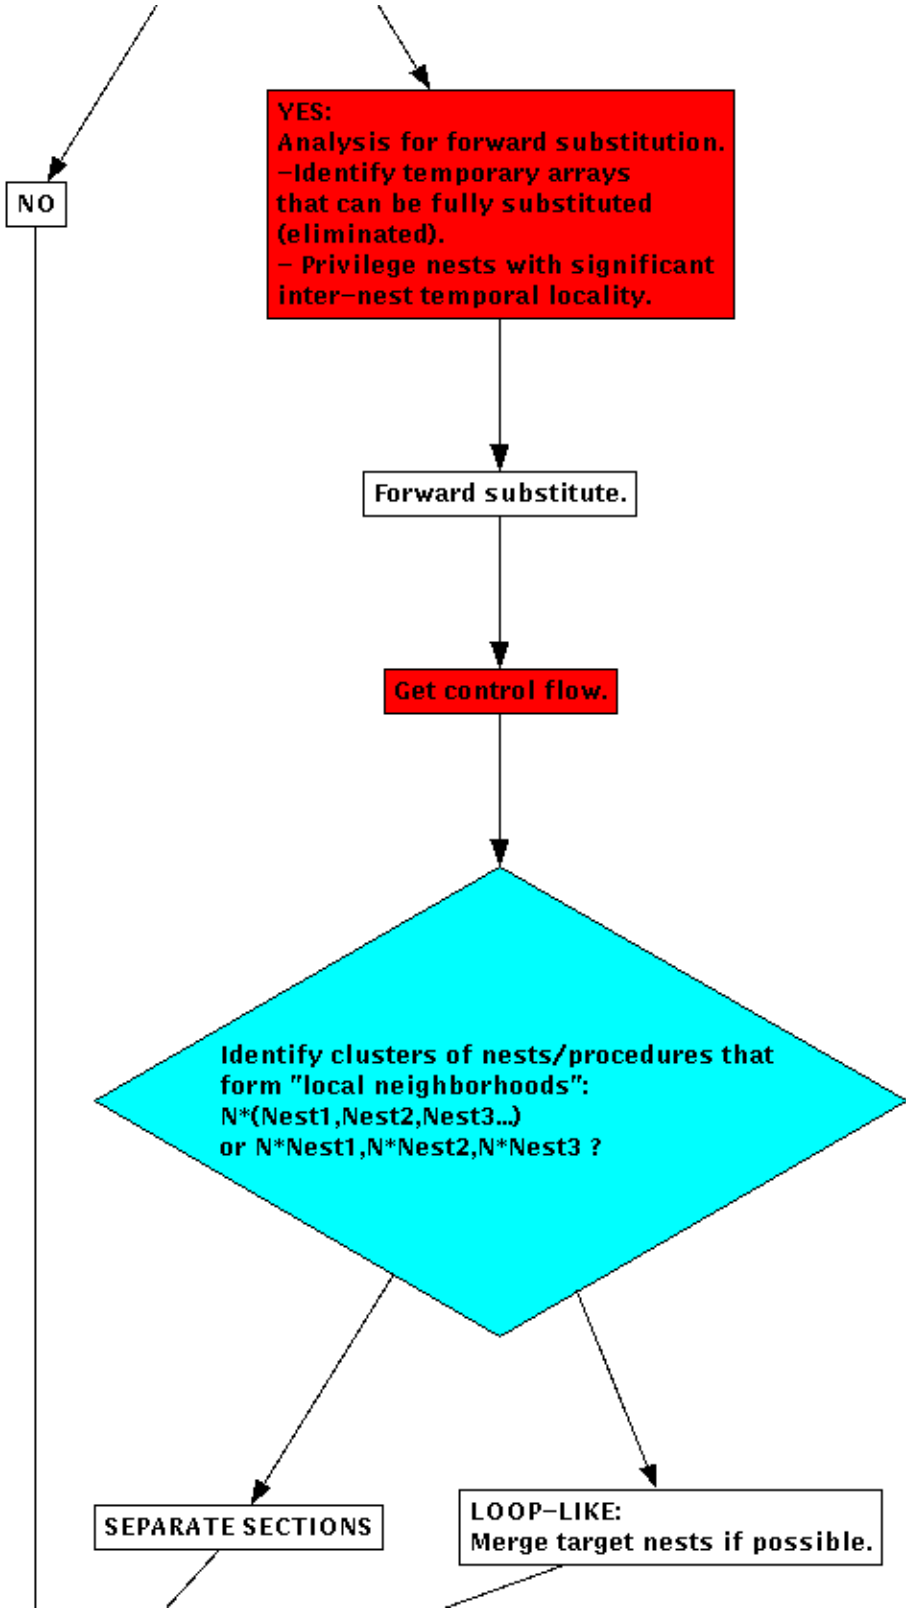 YES:
Analysis for forward substitution.
-Identify temporary arrays
that can be fully substituted
(eliminated).
- Privilege nests with significant
inter-nest temporal locality.
NO
Forward substitute.
Get control flow.
Identify clusters of nests/procedures that
form "local neighborhoods":
N*(Nest1,Nest2,Nest3...)
or N*Nest1,N*Nest2,N*Nest3 ?
SEPARATE SECTIONS
LOOP-LIKE:
Merge target nests if possible.